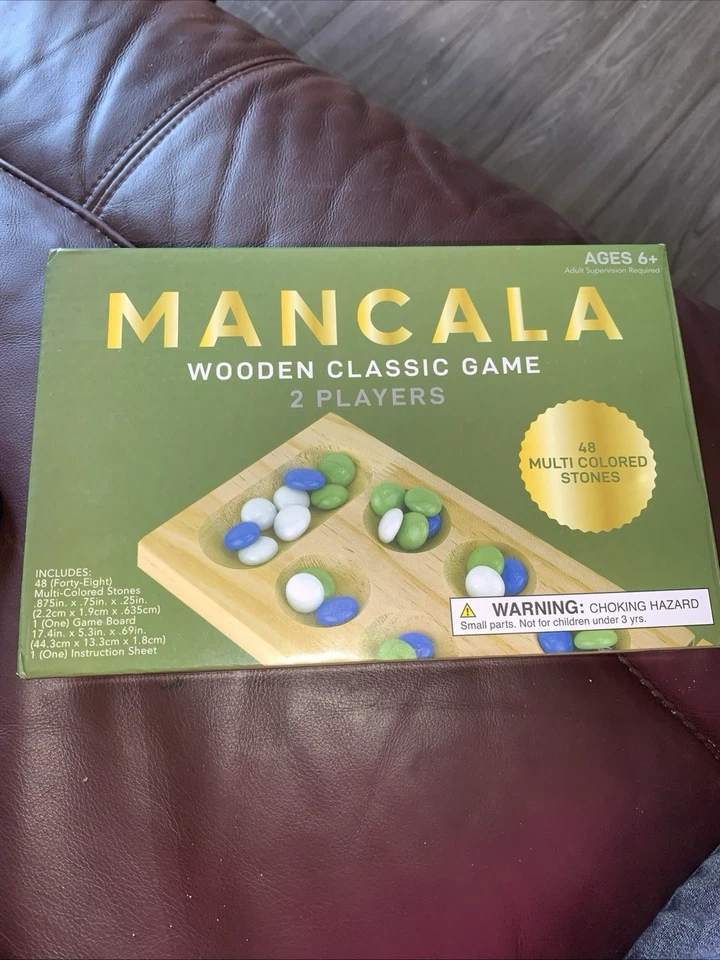 AGES 6+
Adult Supervision Required
MANCALA
WOODEN CLASSIC GAME
2 PLAYERS
48
MULTI COLORED
STONES
INCLUDES:
48 (Forty-Eight)
Multi-Colored Stones
.875in. x .75in. x .25in.
(2.2cm x 1.9cm x .635cm)
1 (One) Game Board
17.4in. x 5.3in. x .69in.
(44.3cm x 13.3cm x 1.8cm)
1 (One) Instruction Sheet
WARNING: CHOKING HAZARD
Small parts. Not for children under 3 yrs.